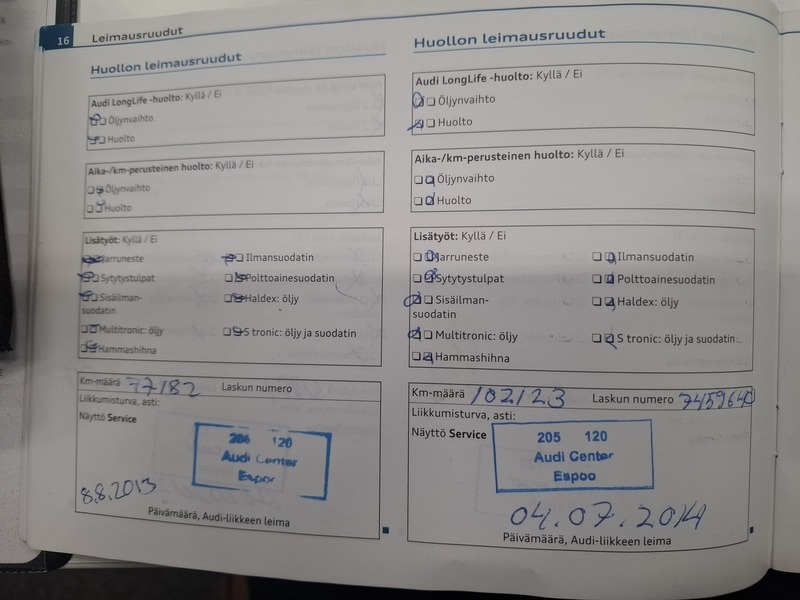 16 Leimausruudut
Huollon leimausruudut
Audi LongLife -huolto: Kyllä / Ei
Öljynvaihto
Huolto
Aika-/km-perusteinen huolto: Kyllä / Ei
Öljynvaihto
Huolto
Lisätyöt: Kyllä / Ei
Jarruneste
Ilmansuodatin
Sytytystulpat
Polttoainesuodatin
Sisäilman-
suodatin
Haldex: öljy
Multitronic: öljy
S tronic: öljy ja suodatin
Hammashihna
Km-määrä 77182 Laskun numero
Liikkumisturva, asti:
Näyttö Service
206 120
Audi Center
Espoo
8.8.2013
Päivämäärä, Audi-liikkeen leima
Huollon leimausruudut
Audi LongLife -huolto: Kyllä / Ei
Öljynvaihto
Huolto
Aika-/km-perusteinen huolto: Kyllä / Ei
Öljynvaihto
Huolto
Lisätyöt: Kyllä / Ei
Jarruneste
Ilmansuodatin
Sytytystulpat
Polttoainesuodatin
Sisäilman-
suodatin
Haldex: öljy
Multitronic: öljy
S tronic: öljy ja suodatin
Hammashihna
Km-määrä 102123 Laskun numero 7459640
Liikkumisturva, asti:
Näyttö Service
205 120
Audi Center
Espoo
04.07.2014
Päivämäärä, Audi-liikkeen leima